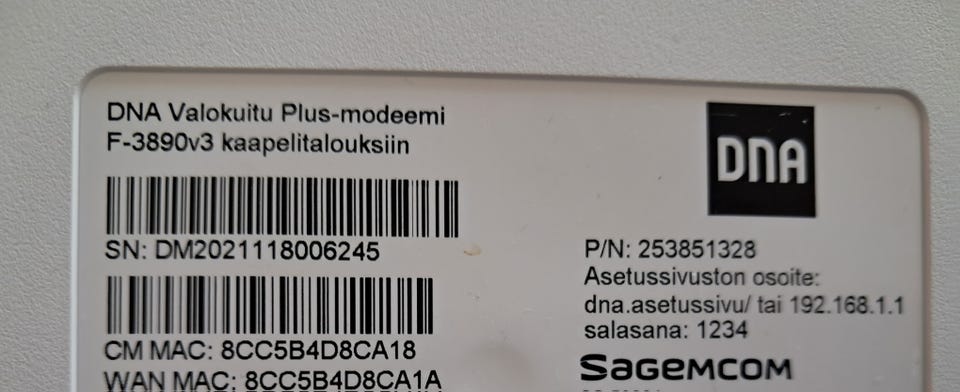 DNA Valokuitu Plus-modeemi
F-3890v3 kaapelitalouksiin
DNA
SN: DM2021118006245
P/N: 253851328
Asetussivuston osoite:
dna.asetussivu/ tai 192.168.1.1
salasana: 1234
CM MAC: 8CC5B4D8CA18
WAN MAC: 8CC5B4D8CA1A
SAGEMCOM